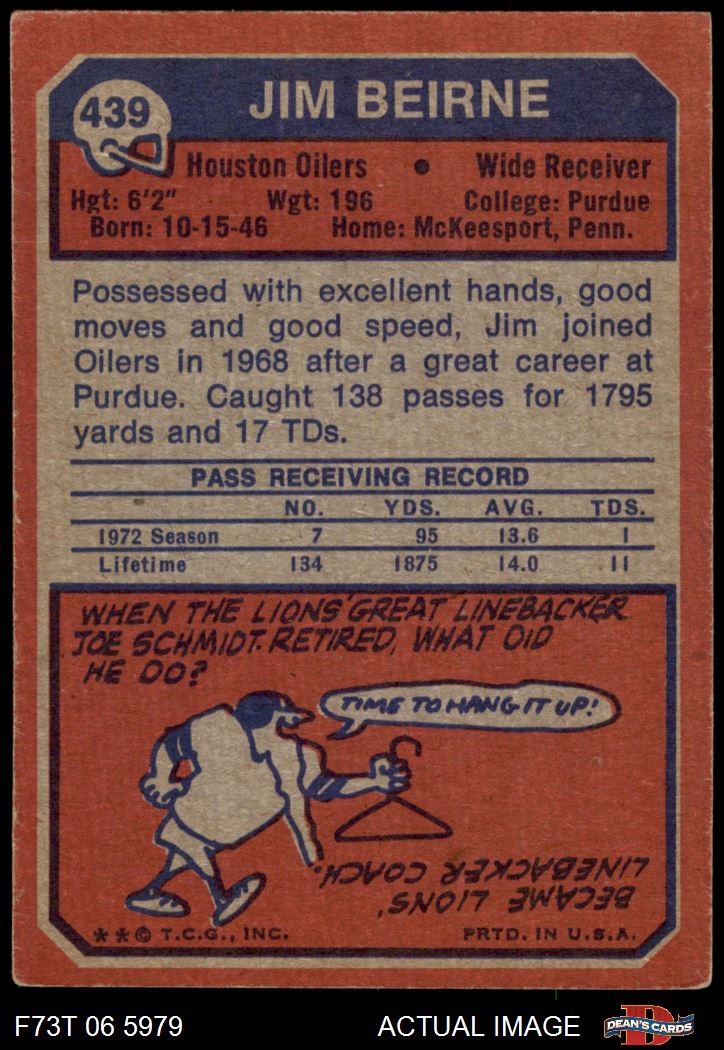 439
JIM BEIRNE
Houston Oilers • Wide Receiver
Hgt: 6'2" Wgt: 196 College: Purdue
Born: 10-15-46 Home: McKeesport, Penn.
Possessed with excellent hands, good
moves and good speed, Jim joined
Oilers in 1968 after a great career at
Purdue. Caught 138 passes for 1795
yards and 17 TDs.
PASS RECEIVING RECORD
NO. YDS. AVG. TDS.
1972 Season 7 95 13.6 1
Lifetime 134 1875 14.0 11
WHEN THE LIONS' GREAT LINEBACKER
JOE SCHMIDT RETIRED, WHAT DID
HE DO?
TIME TO HANG IT UP!
BECAME LIONS'
LINEBACKER COACH.
**© T.C.G., INC. PRTD. IN U.S.A.
F73T 06 5979 ACTUAL IMAGE
D
DEAN'S CARDS